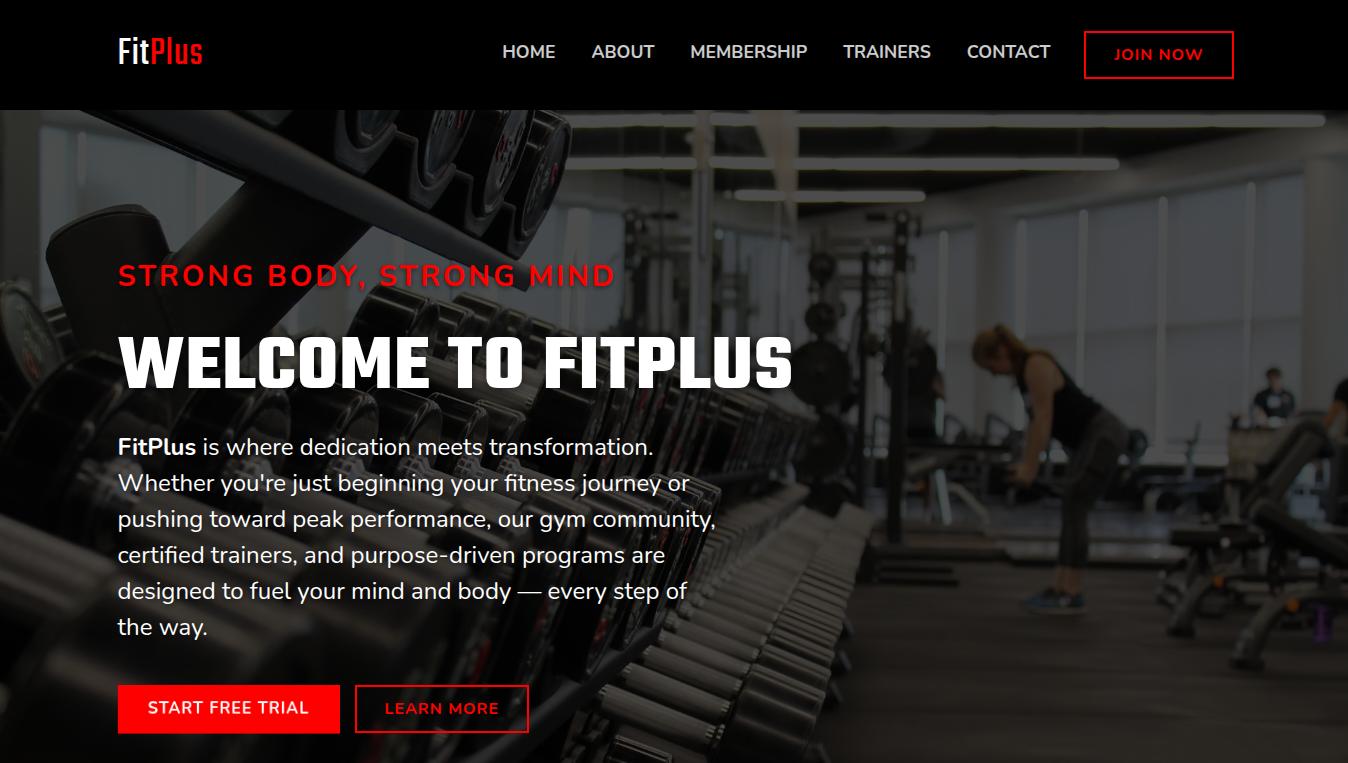 FitPlus
HOME ABOUT MEMBERSHIP TRAINERS CONTACT JOIN NOW
STRONG BODY, STRONG MIND
WELCOME TO FITPLUS
FitPlus is where dedication meets transformation.
Whether you're just beginning your fitness journey or
pushing toward peak performance, our gym community,
certified trainers, and purpose-driven programs are
designed to fuel your mind and body — every step of
the way.
START FREE TRIAL LEARN MORE